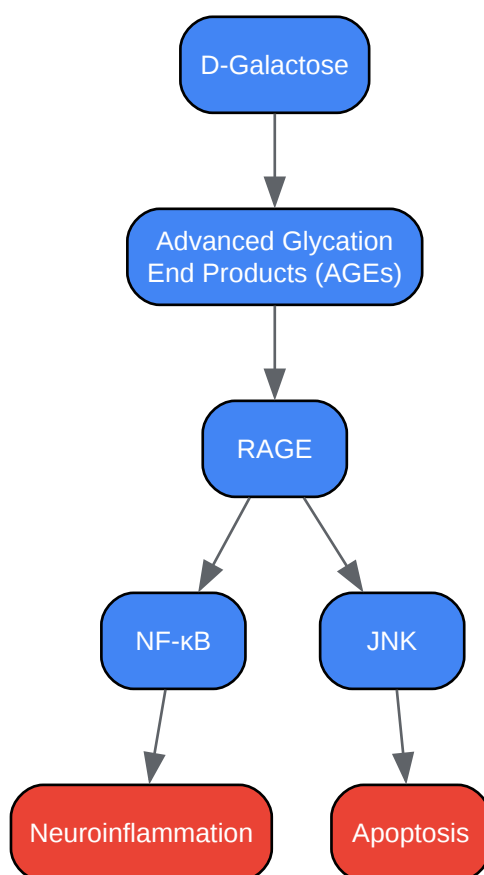 D-Galactose
Advanced Glycation
End Products (AGEs)
RAGE
NF-κB
JNK
Neuroinflammation
Apoptosis